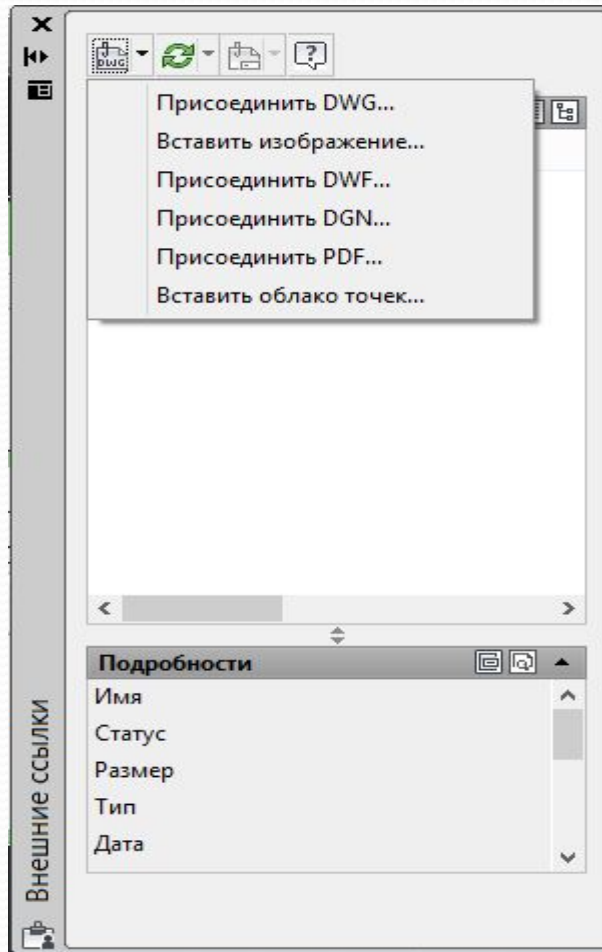 DWG
Присоединить DWG...
Вставить изображение...
Присоединить DWF...
Присоединить DGN...
Присоединить PDF...
Вставить облако точек...
Подробности
Имя
Статус
Размер
Тип
Дата
Внешние ссылки